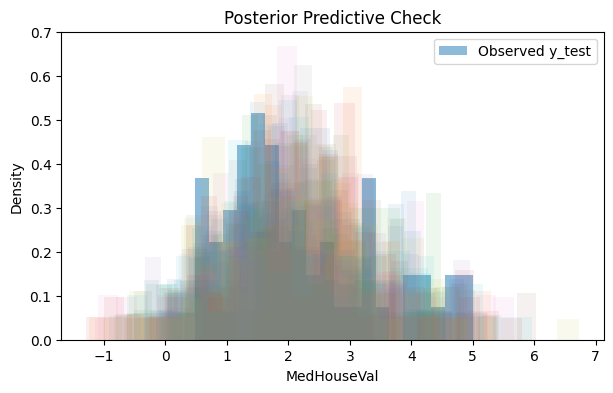 Posterior Predictive Check
Observed y_test
Density
0.7
0.6
0.5
0.4
0.3
0.2
0.1
0.0
−1 0 1 2 3 4 5 6 7
MedHouseVal